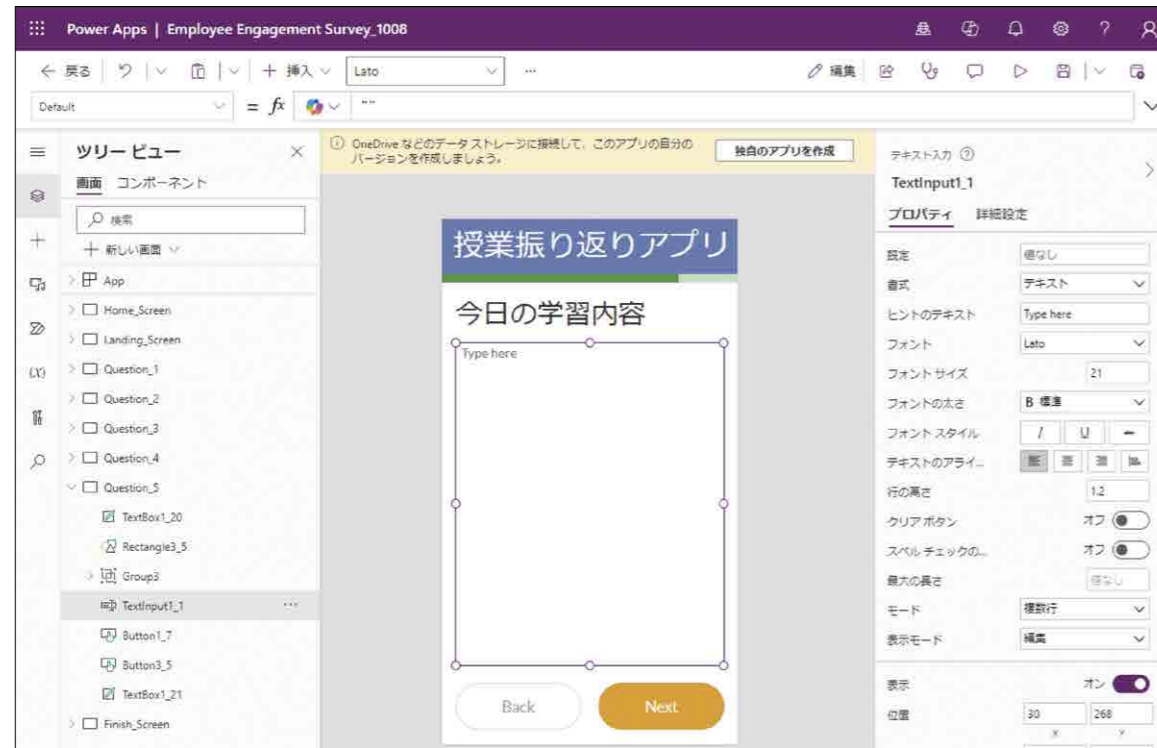 Power Apps | Employee Engagement Survey_1008
戻る
挿入
Lato
編集
Default
= fx
""
ツリー ビュー
画面 コンポーネント
検索
新しい画面
App
Home_Screen
Landing_Screen
Question_1
Question_2
Question_3
Question_4
Question_5
TextBox1_20
Rectangle3_5
Group3
TextInput1_1
Button1_7
Button3_5
TextBox1_21
Finish_Screen
OneDrive などのデータ ストレージに接続して、このアプリの自分の
バージョンを作成しましょう。
独自のアプリを作成
授業振り返りアプリ
今日の学習内容
Type here
Back
Next
テキスト入力
TextInput1_1
プロパティ 詳細設定
既定 値なし
書式 テキスト
ヒントのテキスト Type here
フォント Lato
フォント サイズ 21
フォントの太さ B 標準
フォント スタイル I U
テキストのアライ...
行の高さ 1.2
クリア ボタン オフ
スペル チェックの... オフ
最大の長さ 値なし
モード 複数行
表示モード 編集
表示 オン
位置 30 268
X Y